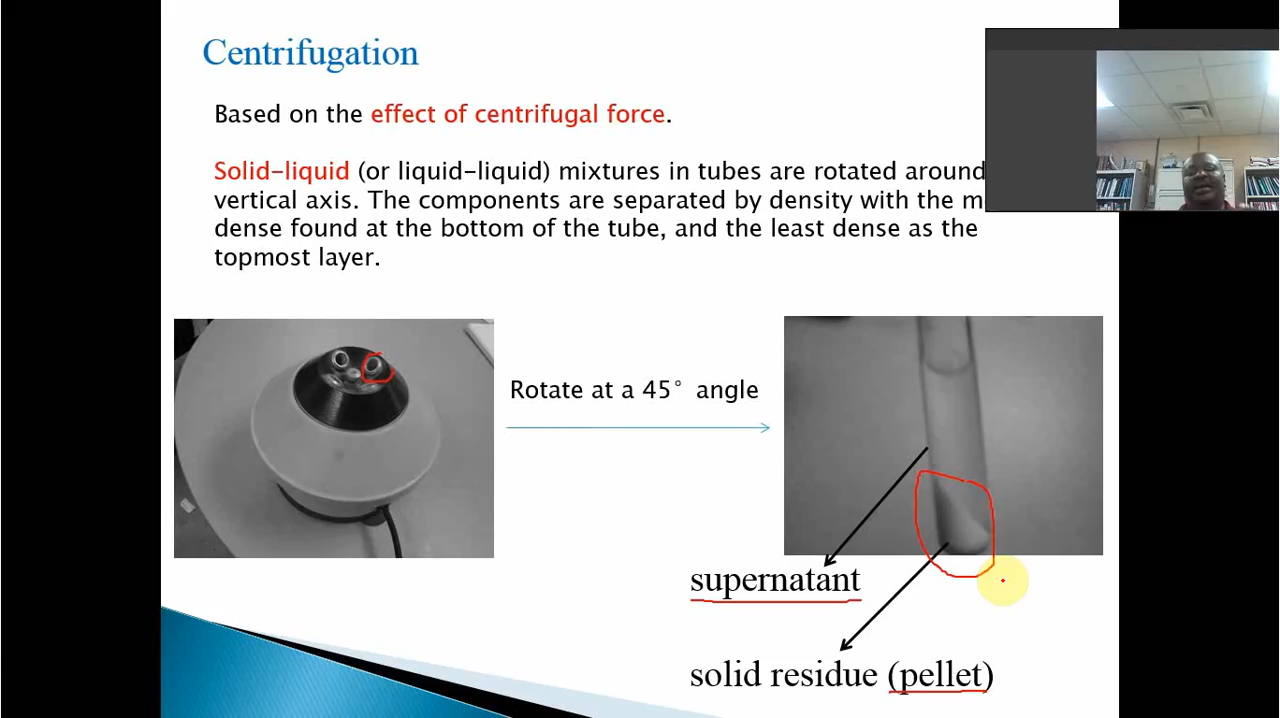 Centrifugation
Based on the effect of centrifugal force.
Solid-liquid (or liquid-liquid) mixtures in tubes are rotated around
vertical axis. The components are separated by density with the
dense found at the bottom of the tube, and the least dense as the
topmost layer.
Rotate at a 45° angle
supernatant
solid residue (pellet)